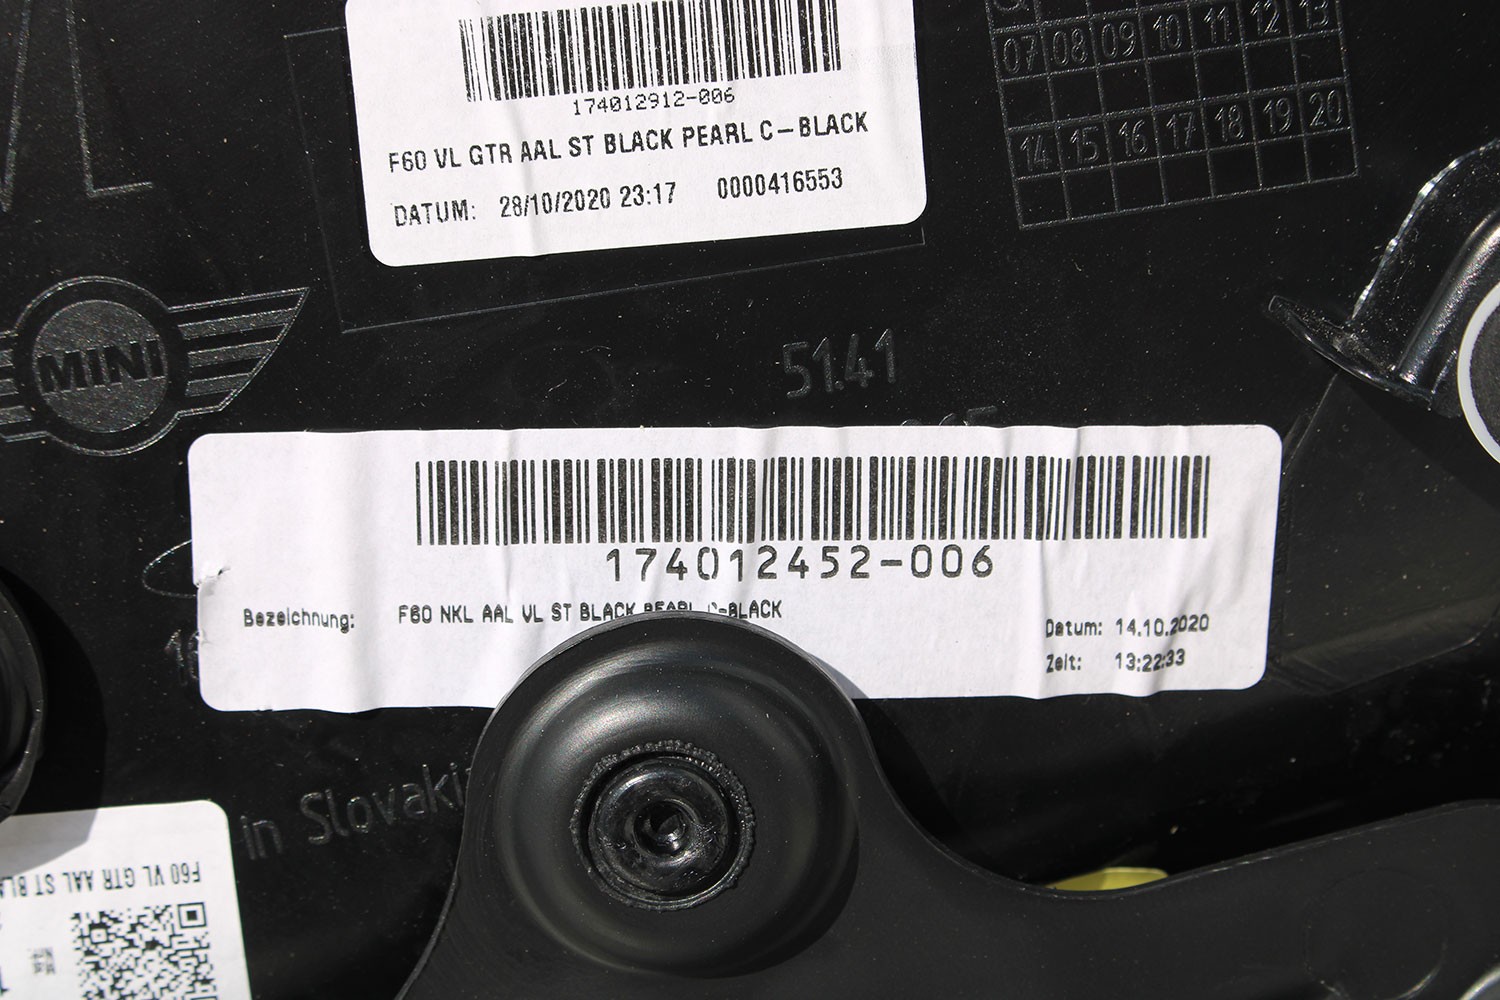 07 08 09 10 11 12 13
14 15 16 17 18 19 20
174012912-006
F60 VL GTR AAL ST BLACK PEARL C-BLACK
DATUM: 28/10/2020 23:17 0000416553
MINI
51.41
174012452-006
Bezeichnung: F60 NKL AAL VL ST BLACK PEARL C-BLACK
Datum: 14.10.2020
Zeit: 13:22:33
in Slovaki
F60 VL GTR AAL ST BLA